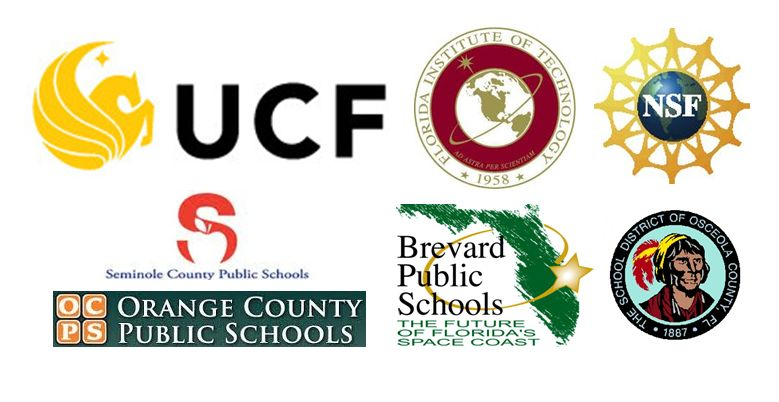 UCF
FLORIDA INSTITUTE OF TECHNOLOGY
AD ASTRA PER SCIENTIAM
1958
NSF
Seminole County Public Schools
OC
PS
ORANGE COUNTY
PUBLIC SCHOOLS
Brevard
Public
Schools
THE FUTURE
OF FLORIDA'S
SPACE COAST
THE SCHOOL DISTRICT OF OSCEOLA COUNTY, FL
1887